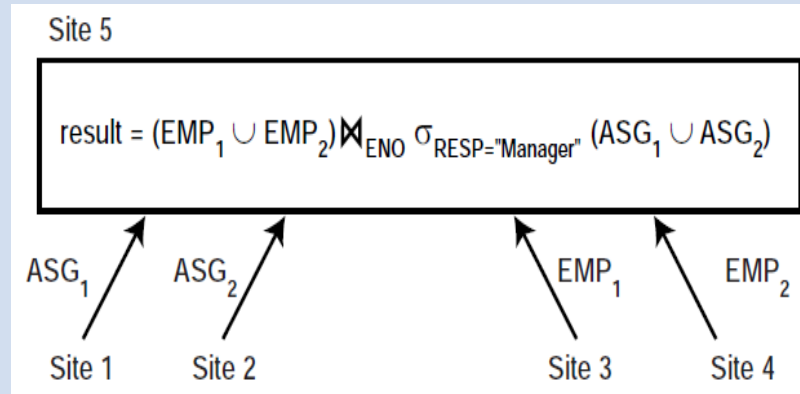 Site 5
result = (EMP₁ ∪ EMP₂)⋈ENO σRESP="Manager" (ASG₁ ∪ ASG₂)
ASG₁ ASG₂ EMP₁ EMP₂
Site 1 Site 2 Site 3 Site 4